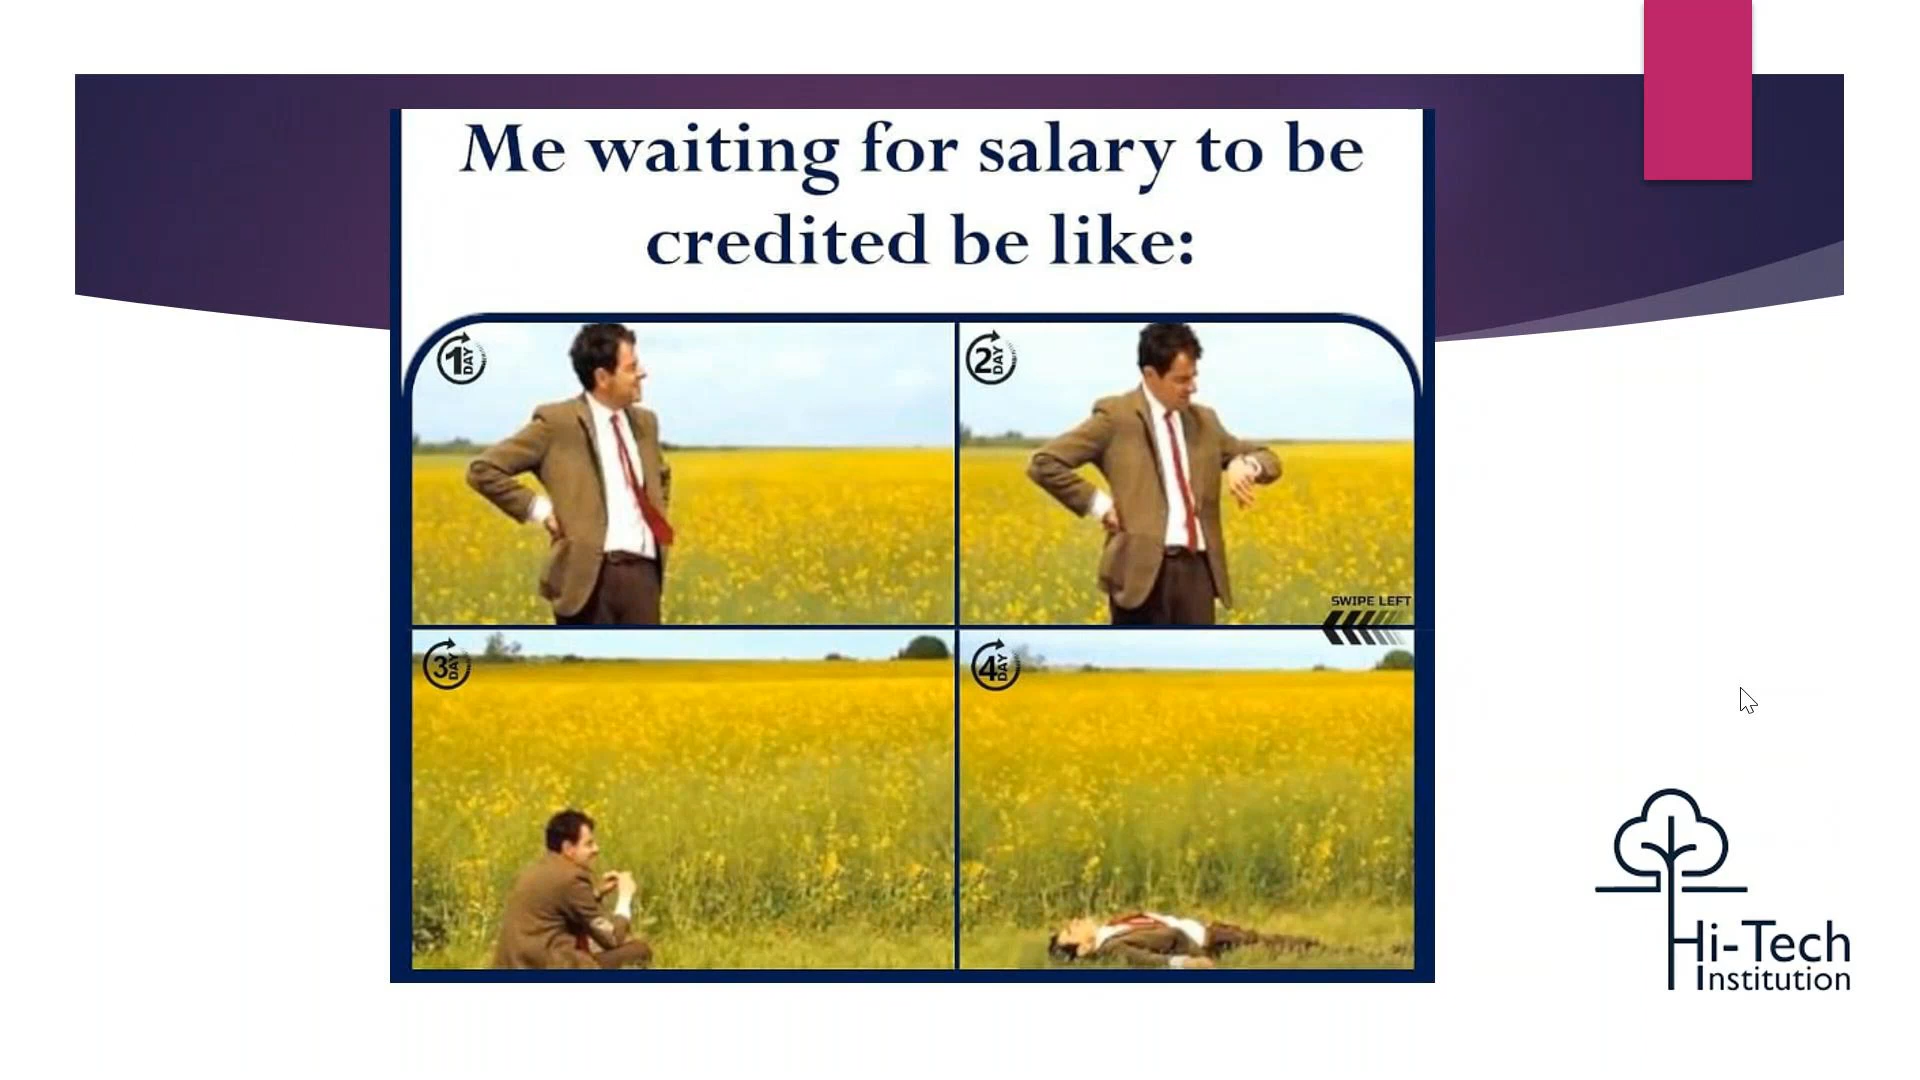 Me waiting for salary to be
credited be like:
1 DAY
2 DAY
SWIPE LEFT
3 DAY
4 DAY
Hi-Tech
Institution